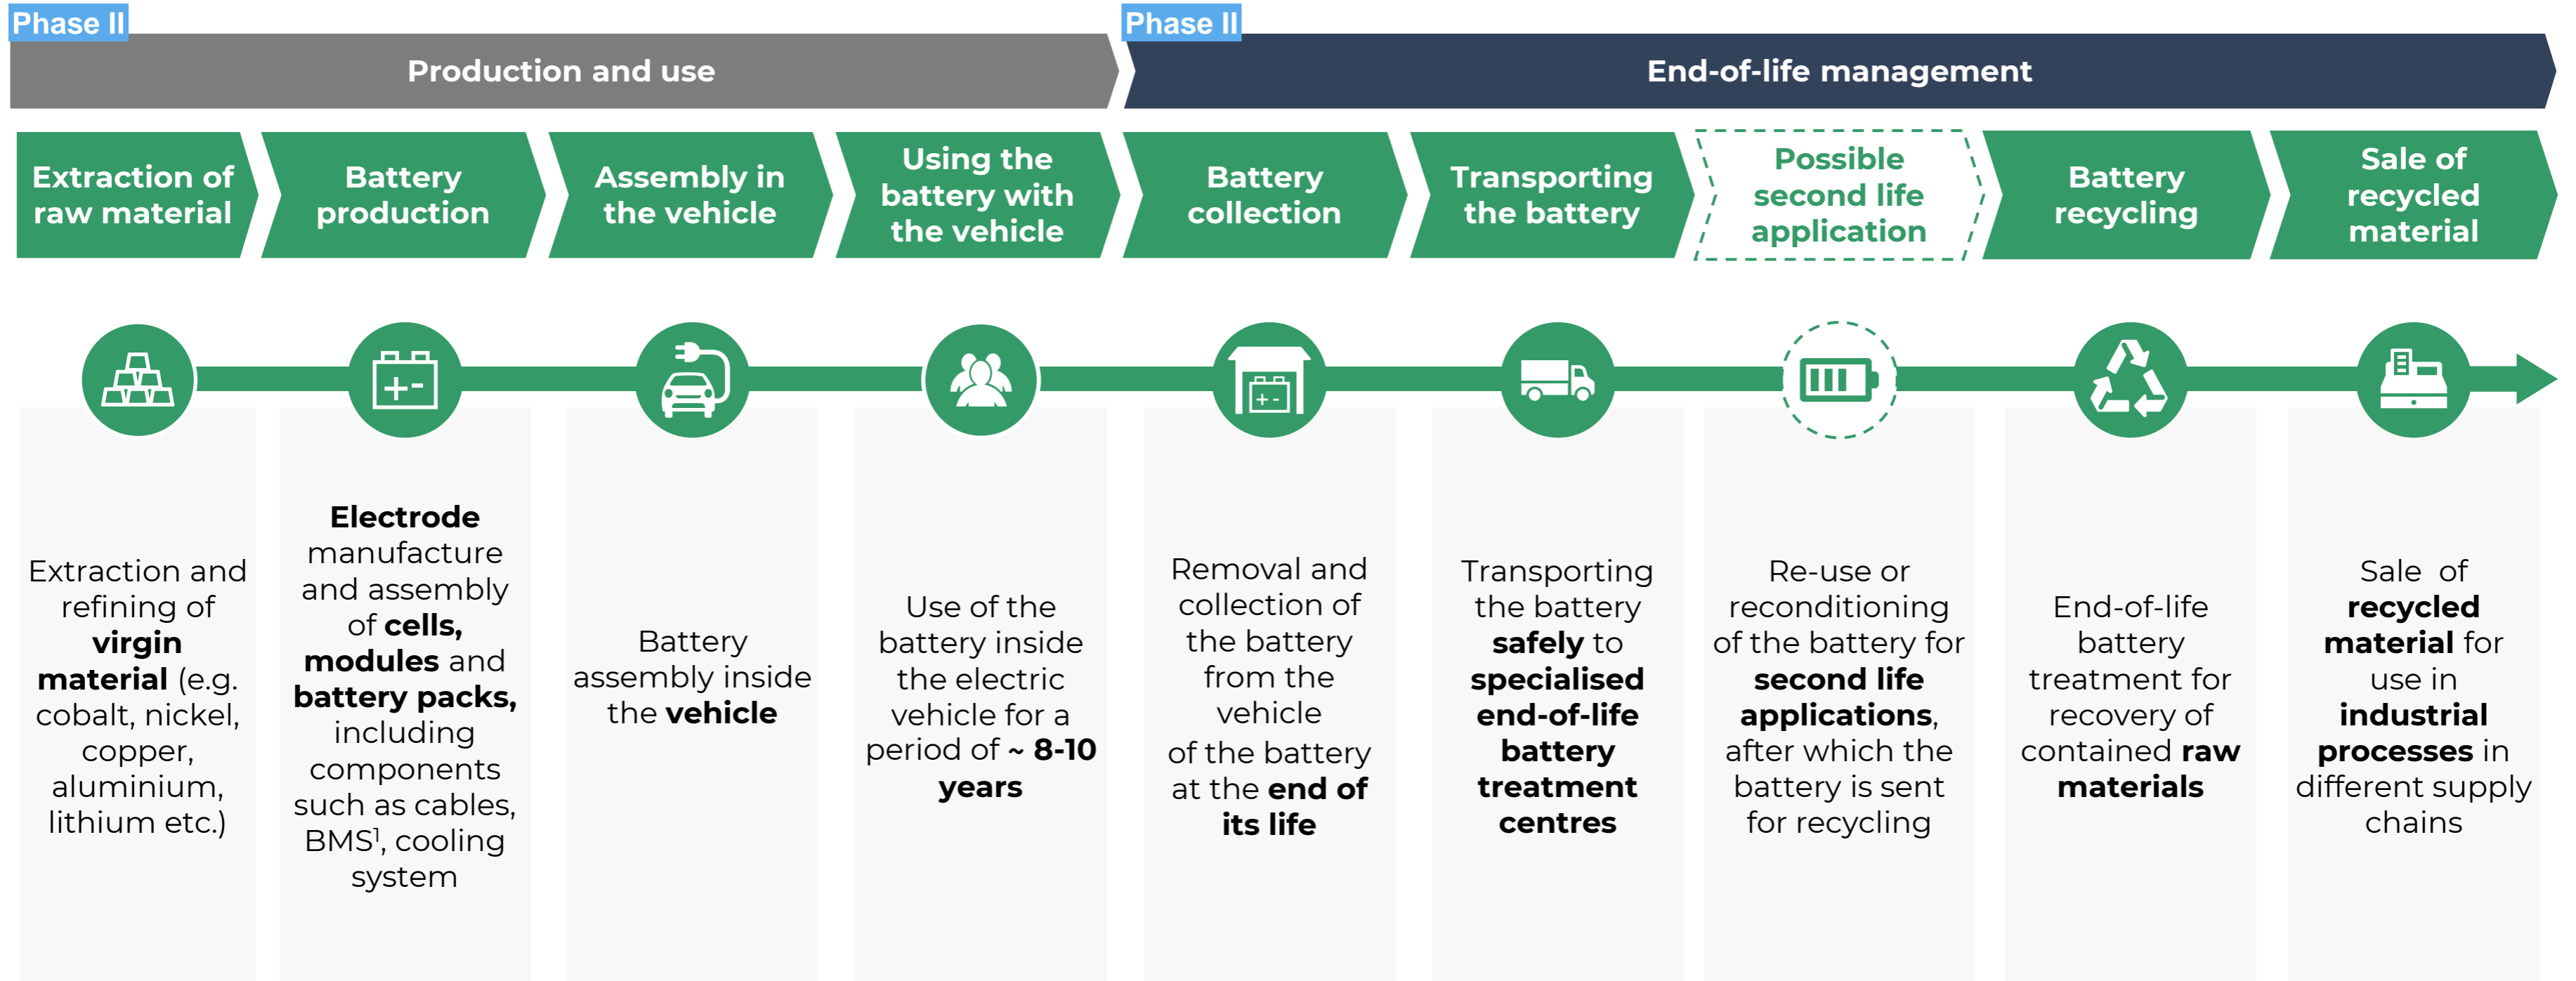 Phase II
Phase II
Production and use
End-of-life management
Extraction of
raw material
Battery
production
Assembly in
the vehicle
Using the
battery with
the vehicle
Battery
collection
Transporting
the battery
Possible
second life
application
Battery
recycling
Sale of
recycled
material
Extraction and
refining of
virgin
material (e.g.
cobalt, nickel,
copper,
aluminium,
lithium etc.)
Electrode
manufacture
and assembly
of cells,
modules and
battery packs,
including
components
such as cables,
BMS¹, cooling
system
Battery
assembly inside
the vehicle
Use of the
battery inside
the electric
vehicle for a
period of ~ 8-10
years
Removal and
collection of
the battery
from the
vehicle
of the battery
at the end of
its life
Transporting
the battery
safely to
specialised
end-of-life
battery
treatment
centres
Re-use or
reconditioning
of the battery for
second life
applications,
after which the
battery is sent
for recycling
End-of-life
battery
treatment for
recovery of
contained raw
materials
Sale of
recycled
material for
use in
industrial
processes in
different supply
chains